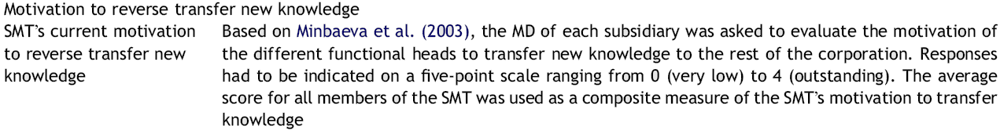 Motivation to reverse transfer new knowledge
SMT's current motivation
to reverse transfer new
knowledge
Based on Minbaeva et al. (2003), the MD of each subsidiary was asked to evaluate the motivation of
the different functional heads to transfer new knowledge to the rest of the corporation. Responses
had to be indicated on a five-point scale ranging from 0 (very low) to 4 (outstanding). The average
score for all members of the SMT was used as a composite measure of the SMT's motivation to transfer
knowledge